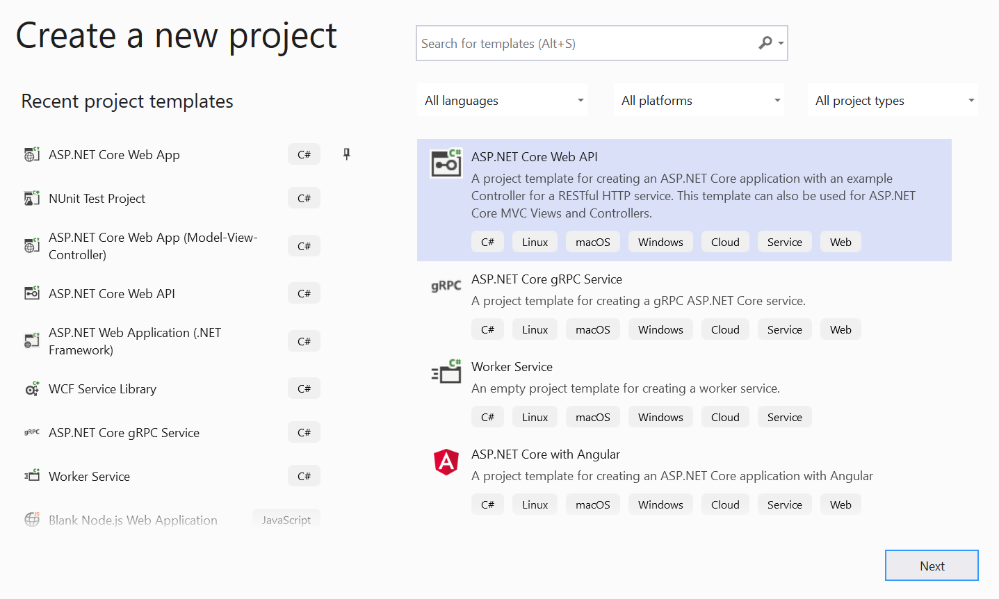 Create a new project
Search for templates (Alt+S)
Recent project templates
All languages
All platforms
All project types
ASP.NET Core Web App
C#
NUnit Test Project
C#
ASP.NET Core Web App (Model-View-
Controller)
C#
ASP.NET Core Web API
C#
ASP.NET Web Application (.NET
Framework)
C#
WCF Service Library
C#
gRPC
ASP.NET Core gRPC Service
C#
Worker Service
C#
Blank Node.js Web Application
JavaScript
C#
ASP.NET Core Web API
A project template for creating an ASP.NET Core application with an example
Controller for a RESTful HTTP service. This template can also be used for ASP.NET
Core MVC Views and Controllers.
C# Linux macOS Windows Cloud Service Web
gRPC
ASP.NET Core gRPC Service
A project template for creating a gRPC ASP.NET Core service.
C# Linux macOS Windows Cloud Service Web
C#
Worker Service
An empty project template for creating a worker service.
C# Linux macOS Windows Cloud Service
A
ASP.NET Core with Angular
A project template for creating an ASP.NET Core application with Angular
C# Linux macOS Windows Cloud Service Web
Next